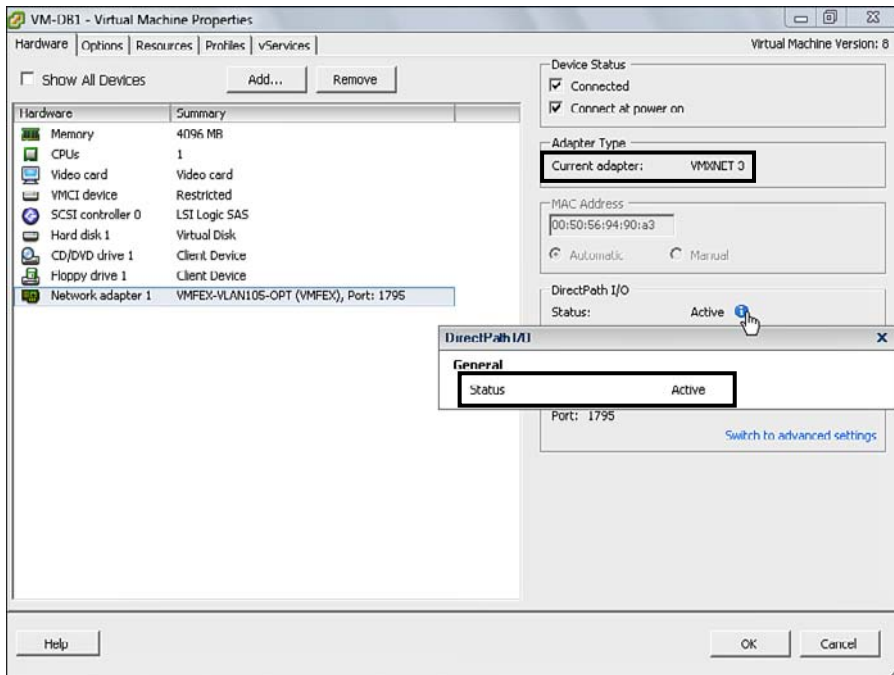 VM-DB1 - Virtual Machine Properties
Hardware Options Resources Profiles vServices
Virtual Machine Version: 8
Show All Devices
Add...
Remove
Hardware Summary
Memory 4096 MB
CPUs 1
Video card Video card
VMCI device Restricted
SCSI controller 0 LSI Logic SAS
Hard disk 1 Virtual Disk
CD/DVD drive 1 Client Device
Floppy drive 1 Client Device
Network adapter 1 VMFEX-VLAN105-OPT (VMFEX), Port: 1795
Device Status
Connected
Connect at power on
Adapter Type
Current adapter: VMXNET 3
MAC Address
00:50:56:94:90:a3
Automatic Manual
DirectPath I/O
Status: Active
DirectPath I/O
General
Status Active
Port: 1795
Switch to advanced settings
Help
OK
Cancel